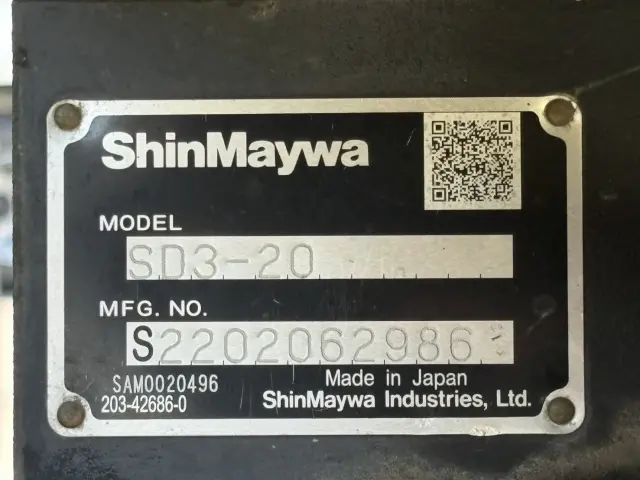 ShinMaywa
MODEL
SD3-20
MFG. NO.
S2202062986
SAM0020496
203-42686-0
Made in Japan
ShinMaywa Industries, Ltd.